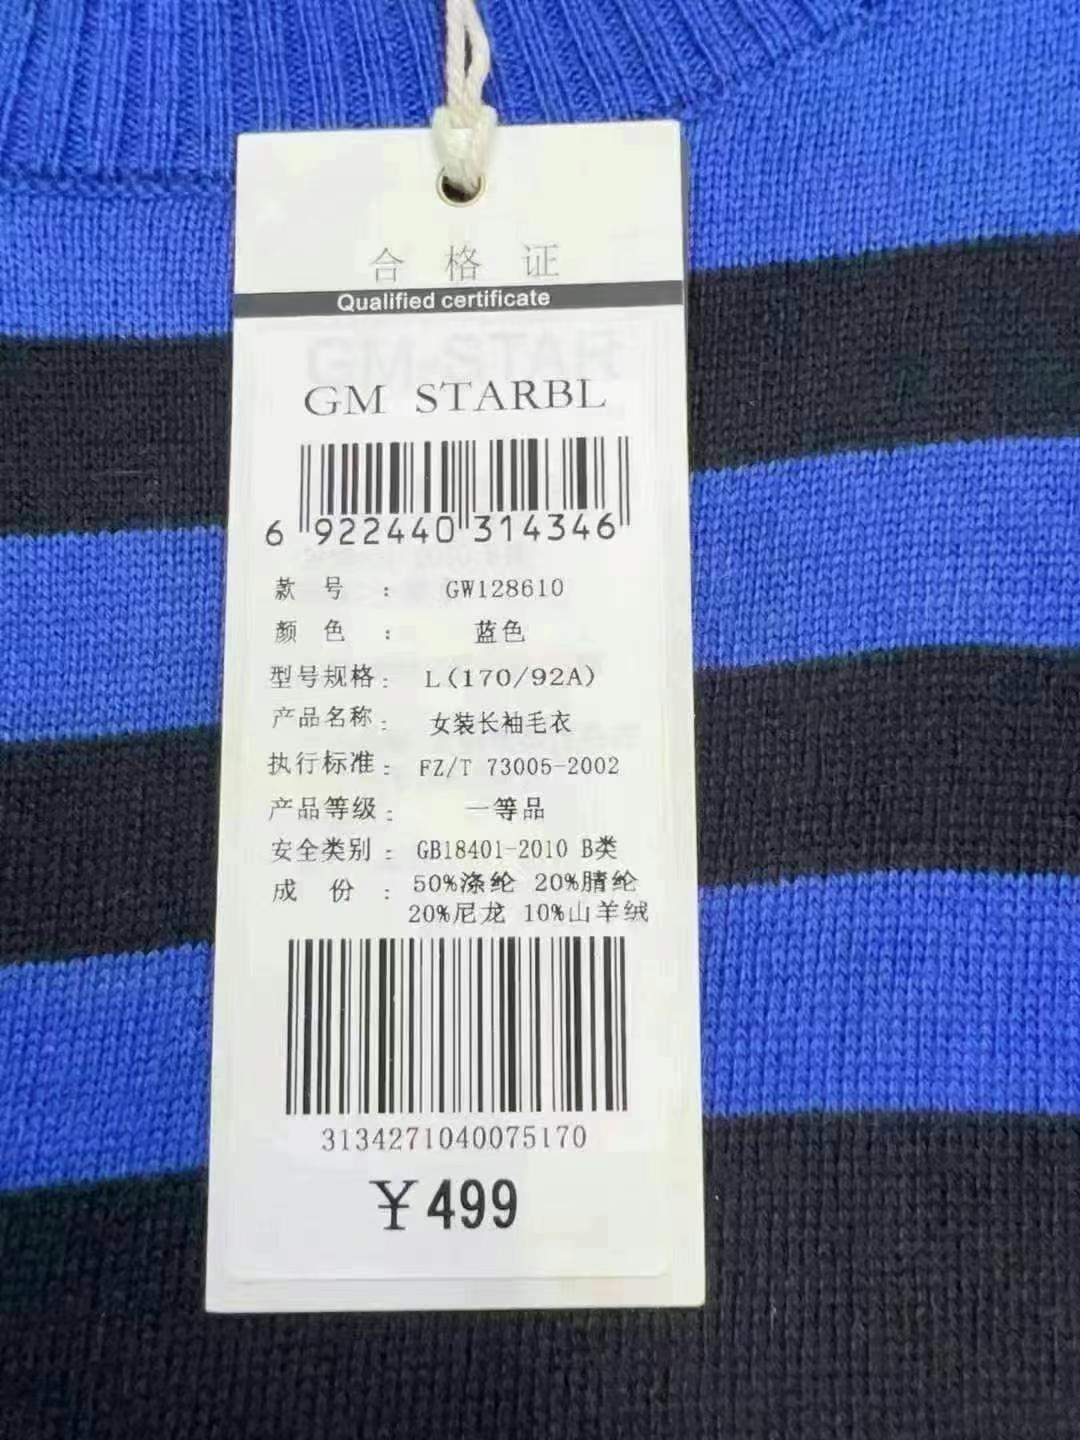 合 格 证
Qualified certificate
GM STARBL
6 922440 314346
款 号 : GW128610
颜 色 : 蓝色
型号规格: L(170/92A)
产品名称: 女装长袖毛衣
执行标准: FZ/T 73005-2002
产品等级: 一等品
安全类别: GB18401-2010 B类
成 份 : 50%涤纶 20%腈纶
20%尼龙 10%山羊绒
3134271040075170
¥499